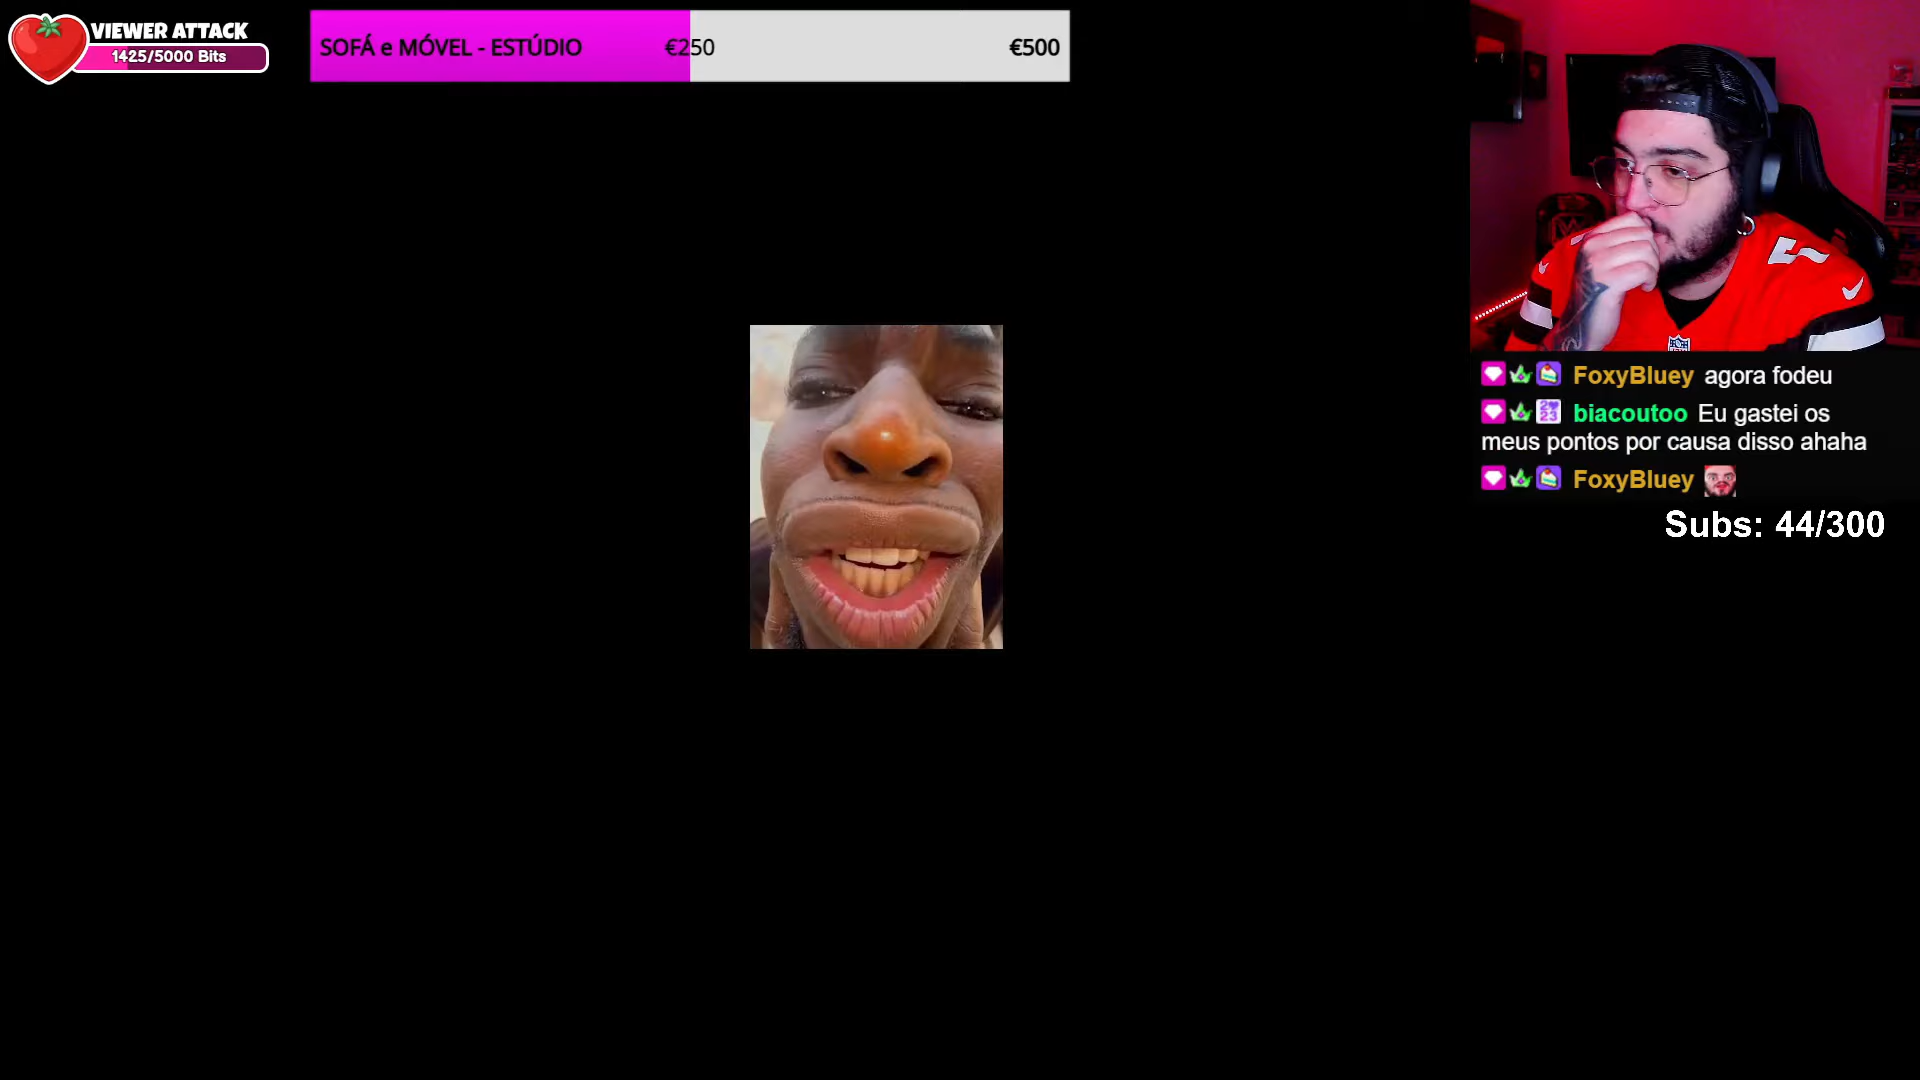 VIEWER ATTACK
1425/5000 Bits
SOFÁ e MÓVEL - ESTÚDIO €250 €500
5
FoxyBluey agora fodeu
biacoutoo Eu gastei os
meus pontos por causa disso ahaha
FoxyBluey
Subs: 44/300